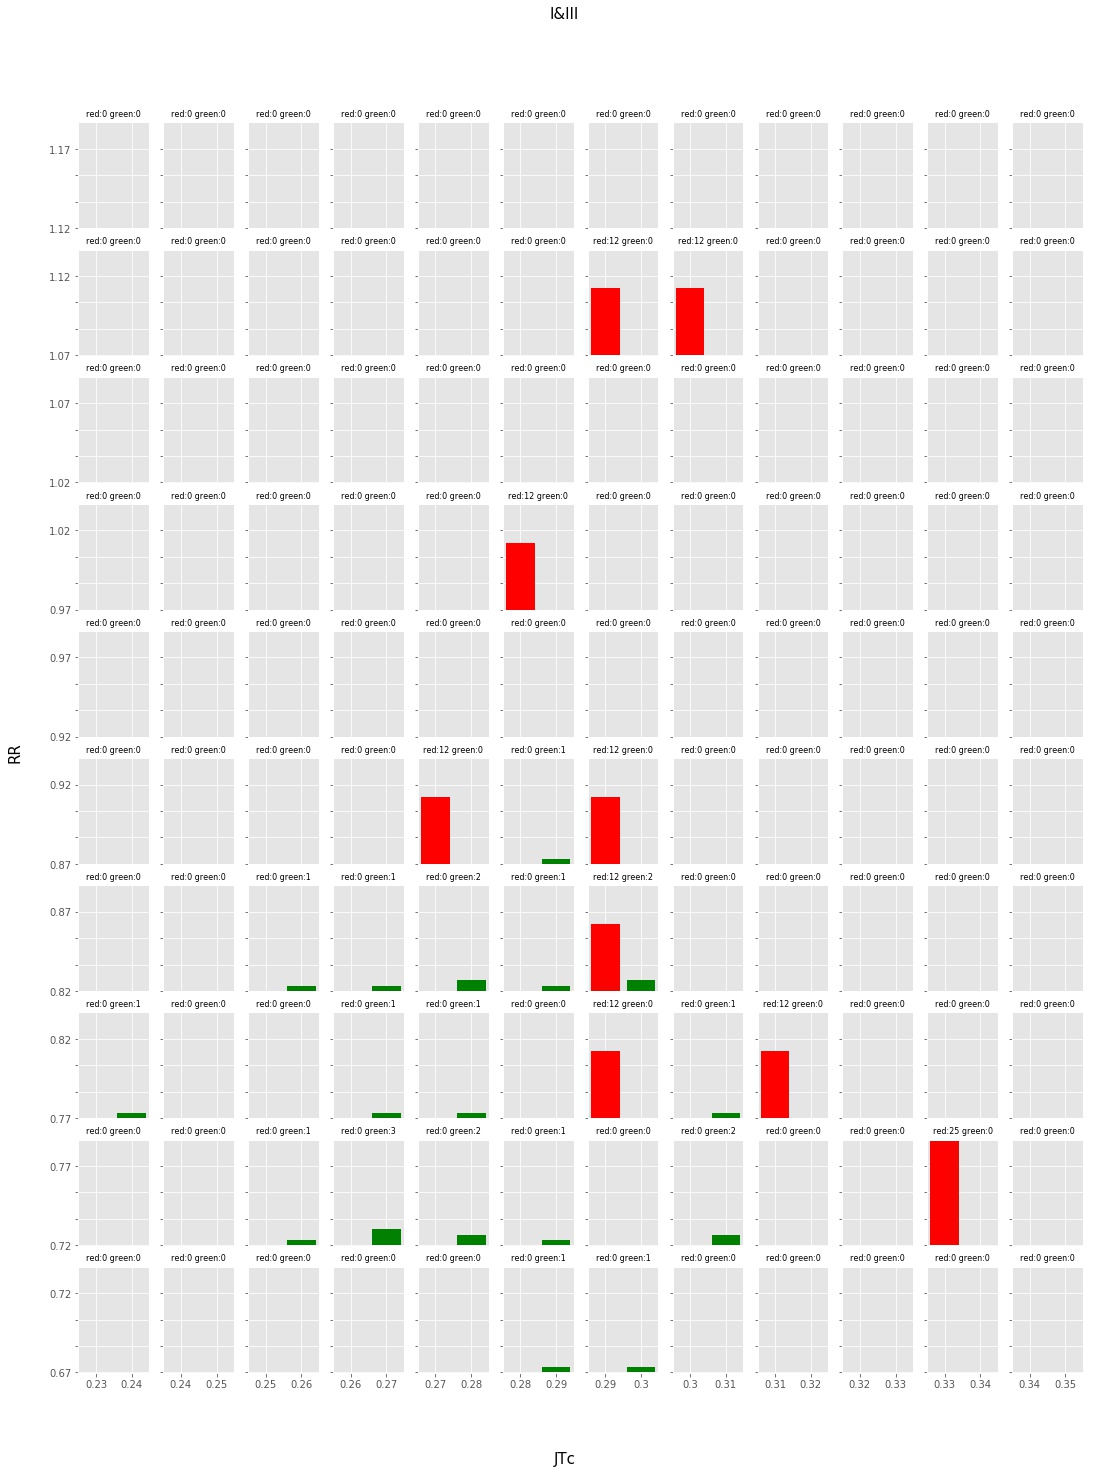 I&III
red:0 green:0 red:0 green:0 red:0 green:0 red:0 green:0 red:0 green:0 red:0 green:0 red:0 green:0 red:0 green:0 red:0 green:0 red:0 green:0 red:0 green:0 red:0 green:0
1.17
1.12
red:0 green:0 red:0 green:0 red:0 green:0 red:0 green:0 red:0 green:0 red:0 green:0 red:12 green:0 red:12 green:0 red:0 green:0 red:0 green:0 red:0 green:0 red:0 green:0
1.12
1.07
red:0 green:0 red:0 green:0 red:0 green:0 red:0 green:0 red:0 green:0 red:0 green:0 red:0 green:0 red:0 green:0 red:0 green:0 red:0 green:0 red:0 green:0 red:0 green:0
1.07
1.02
red:0 green:0 red:0 green:0 red:0 green:0 red:0 green:0 red:0 green:0 red:12 green:0 red:0 green:0 red:0 green:0 red:0 green:0 red:0 green:0 red:0 green:0 red:0 green:0
1.02
0.97
red:0 green:0 red:0 green:0 red:0 green:0 red:0 green:0 red:0 green:0 red:0 green:0 red:0 green:0 red:0 green:0 red:0 green:0 red:0 green:0 red:0 green:0 red:0 green:0
0.97
0.92
RR
red:0 green:0 red:0 green:0 red:0 green:0 red:0 green:0 red:12 green:0 red:0 green:1 red:12 green:0 red:0 green:0 red:0 green:0 red:0 green:0 red:0 green:0 red:0 green:0
0.92
0.87
red:0 green:0 red:0 green:0 red:0 green:1 red:0 green:1 red:0 green:2 red:0 green:1 red:12 green:2 red:0 green:0 red:0 green:0 red:0 green:0 red:0 green:0 red:0 green:0
0.87
0.82
red:0 green:1 red:0 green:0 red:0 green:0 red:0 green:1 red:0 green:1 red:0 green:0 red:12 green:0 red:0 green:1 red:12 green:0 red:0 green:0 red:0 green:0 red:0 green:0
0.82
0.77
red:0 green:0 red:0 green:0 red:0 green:1 red:0 green:3 red:0 green:2 red:0 green:1 red:0 green:0 red:0 green:2 red:0 green:0 red:0 green:0 red:25 green:0 red:0 green:0
0.77
0.72
red:0 green:0 red:0 green:0 red:0 green:0 red:0 green:0 red:0 green:0 red:0 green:1 red:0 green:1 red:0 green:0 red:0 green:0 red:0 green:0 red:0 green:0 red:0 green:0
0.72
0.67
0.23 0.24 0.24 0.25 0.25 0.26 0.26 0.27 0.27 0.28 0.28 0.29 0.29 0.3 0.3 0.31 0.31 0.32 0.32 0.33 0.33 0.34 0.34 0.35
JTc